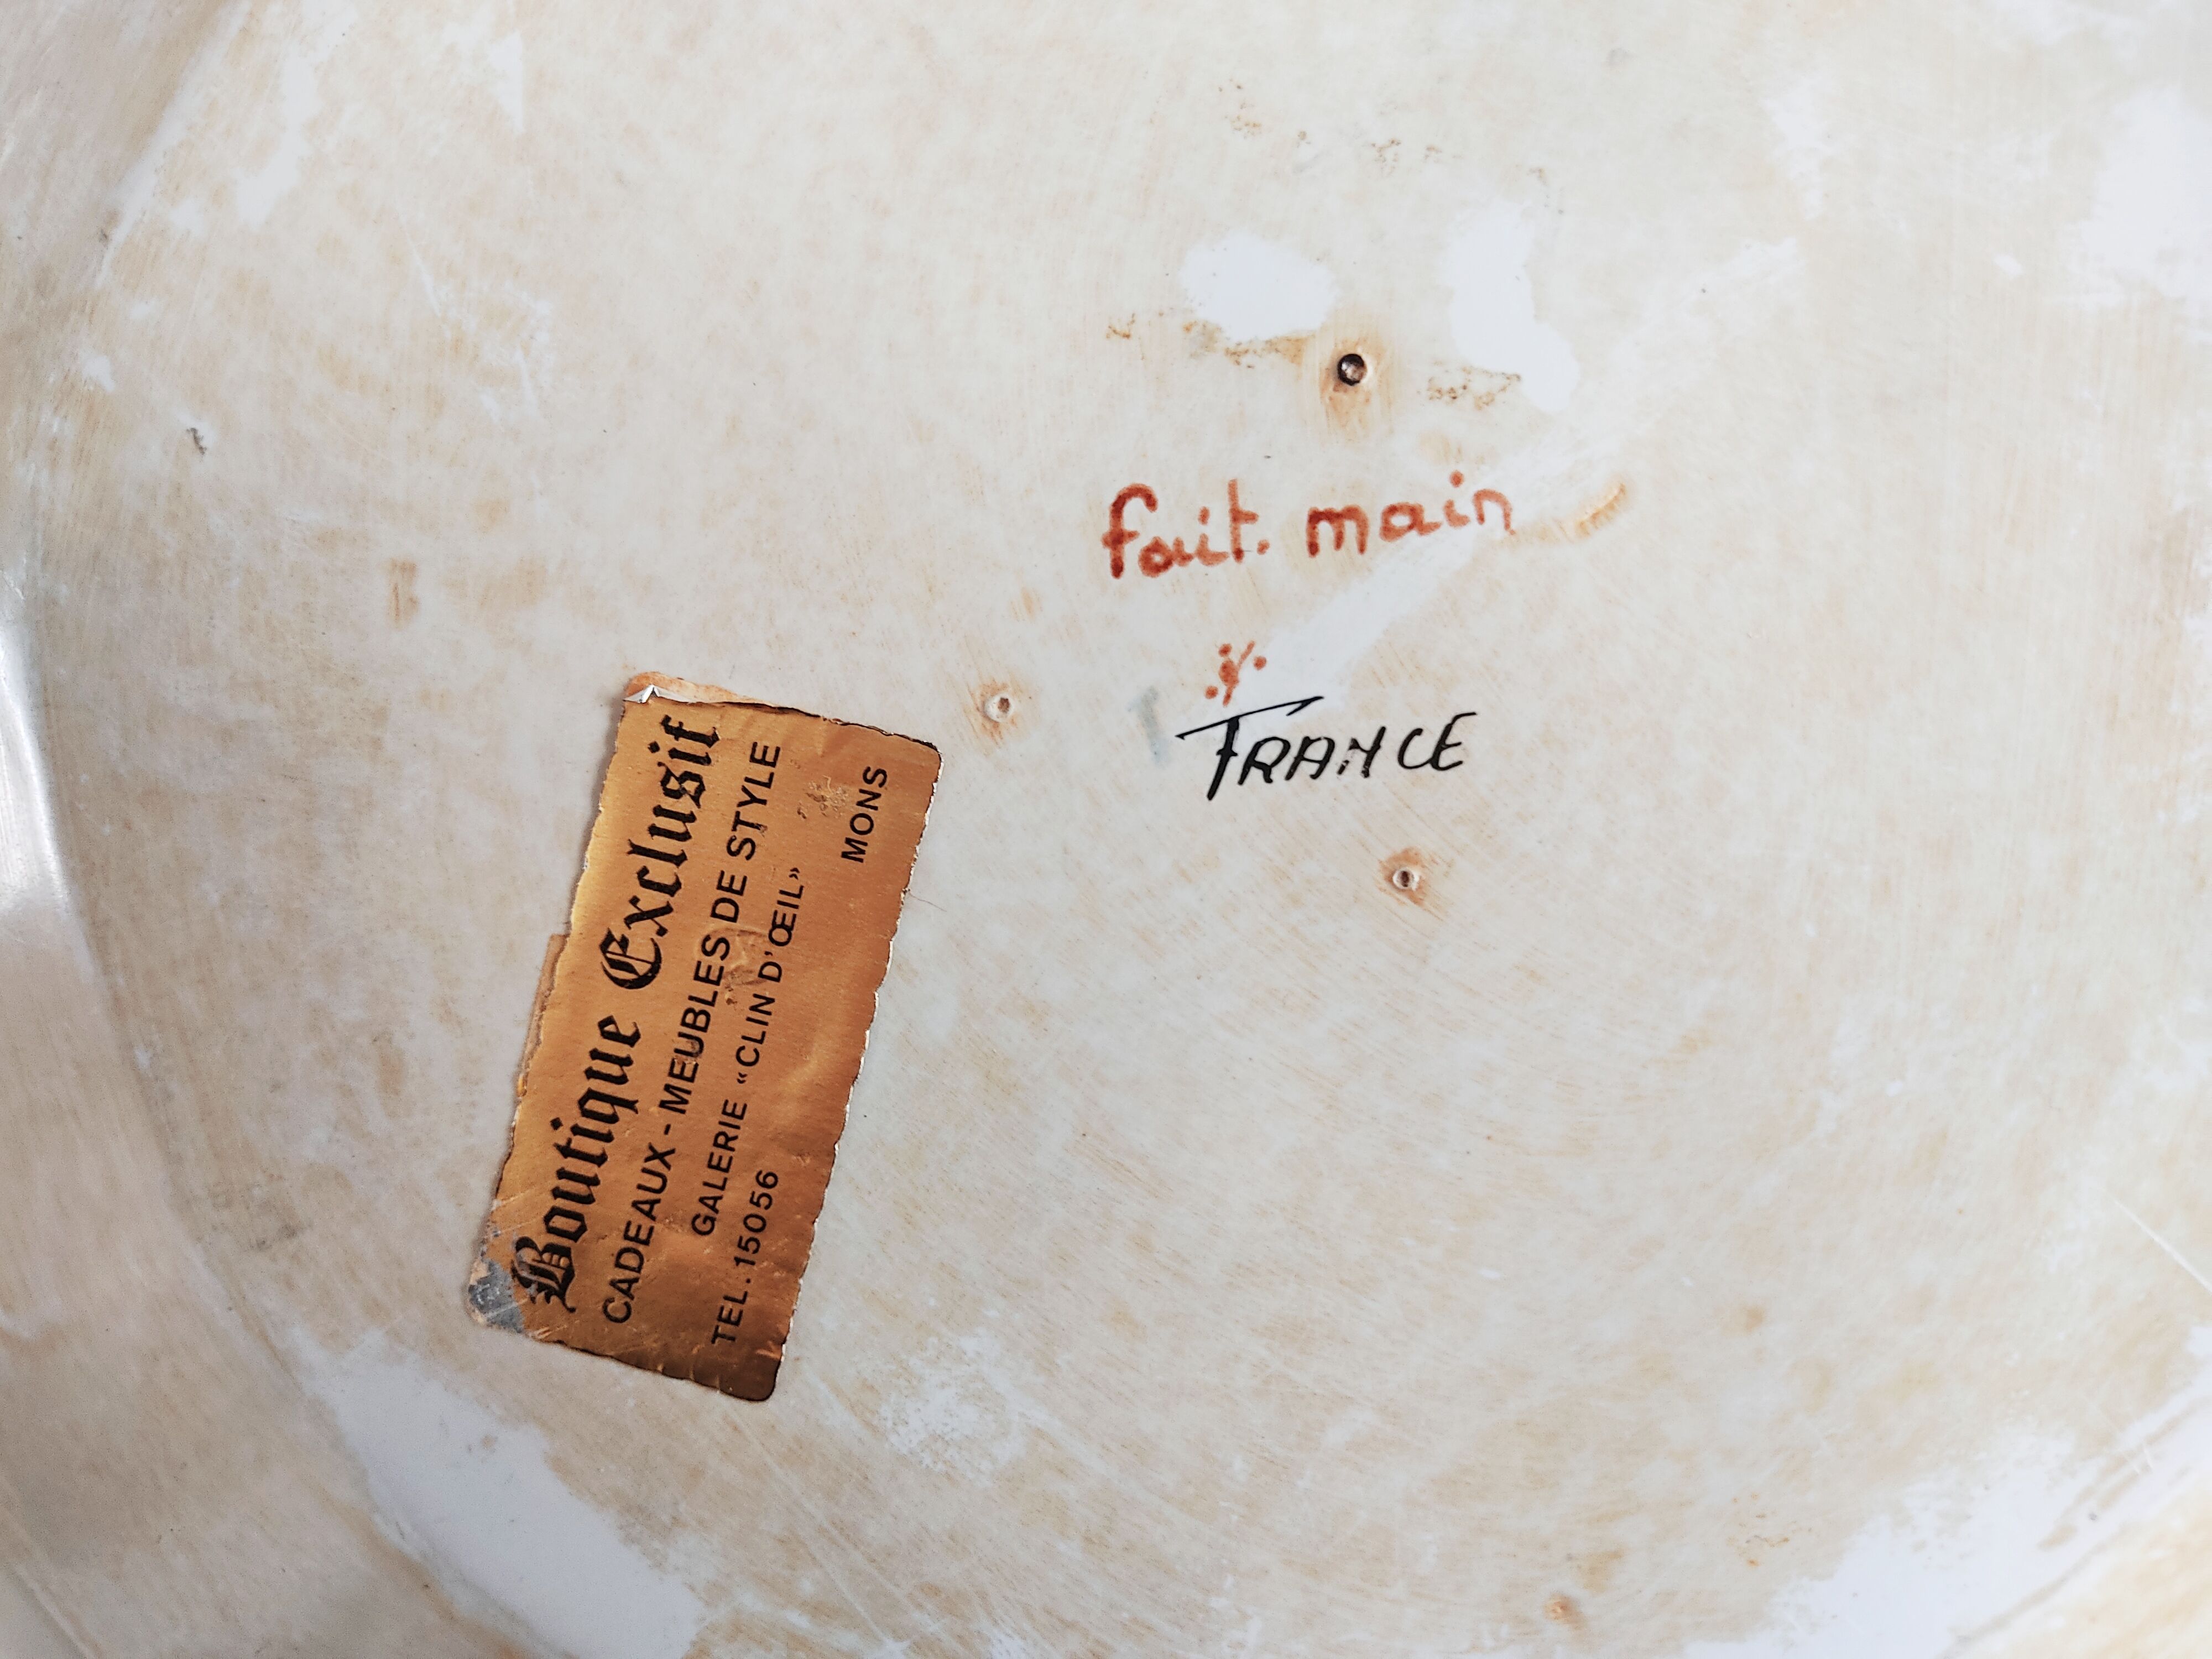 fait. main
FRANCE
Boutique Exclusif
CADEAUX - MEUBLES DE STYLE
GALERIE «CLIN D'ŒIL»
TEL. 15056 MONS